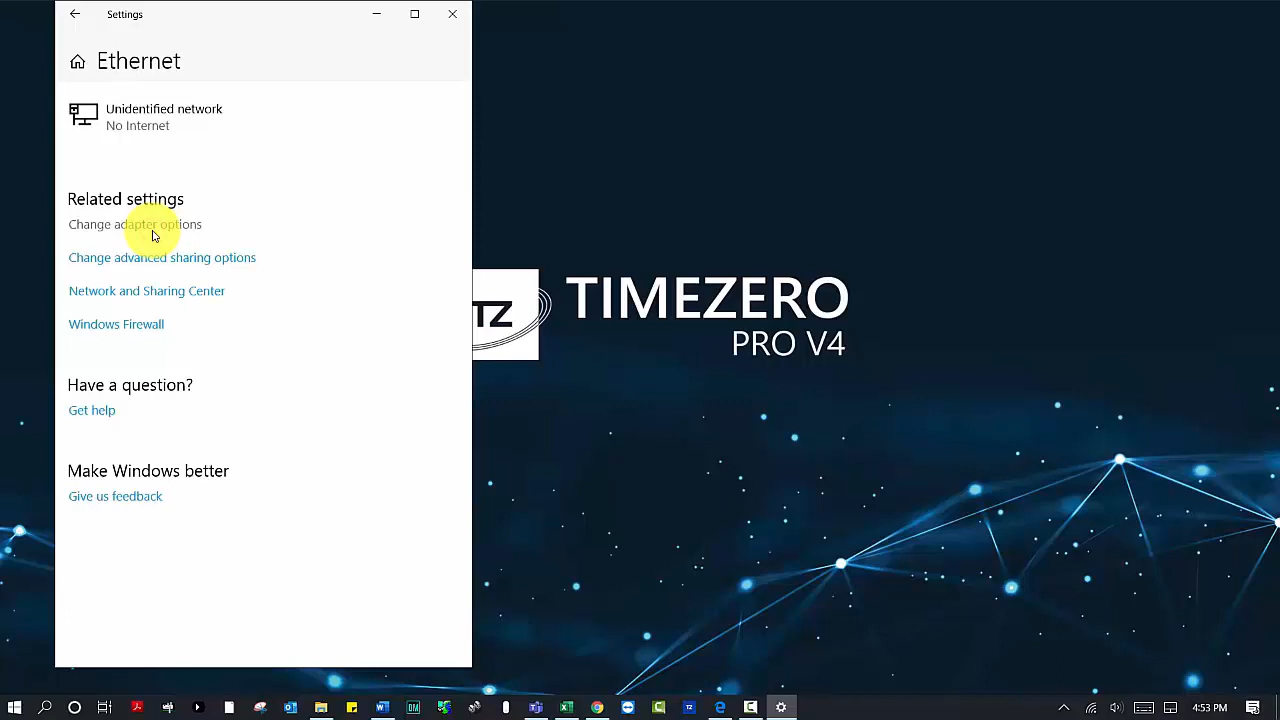 Settings
Ethernet
Unidentified network
No Internet
Related settings
Change adapter options
Change advanced sharing options
Network and Sharing Center
Windows Firewall
Have a question?
Get help
Make Windows better
Give us feedback
TZ
TIMEZERO
PRO V4
DM
TZ
4:53 PM